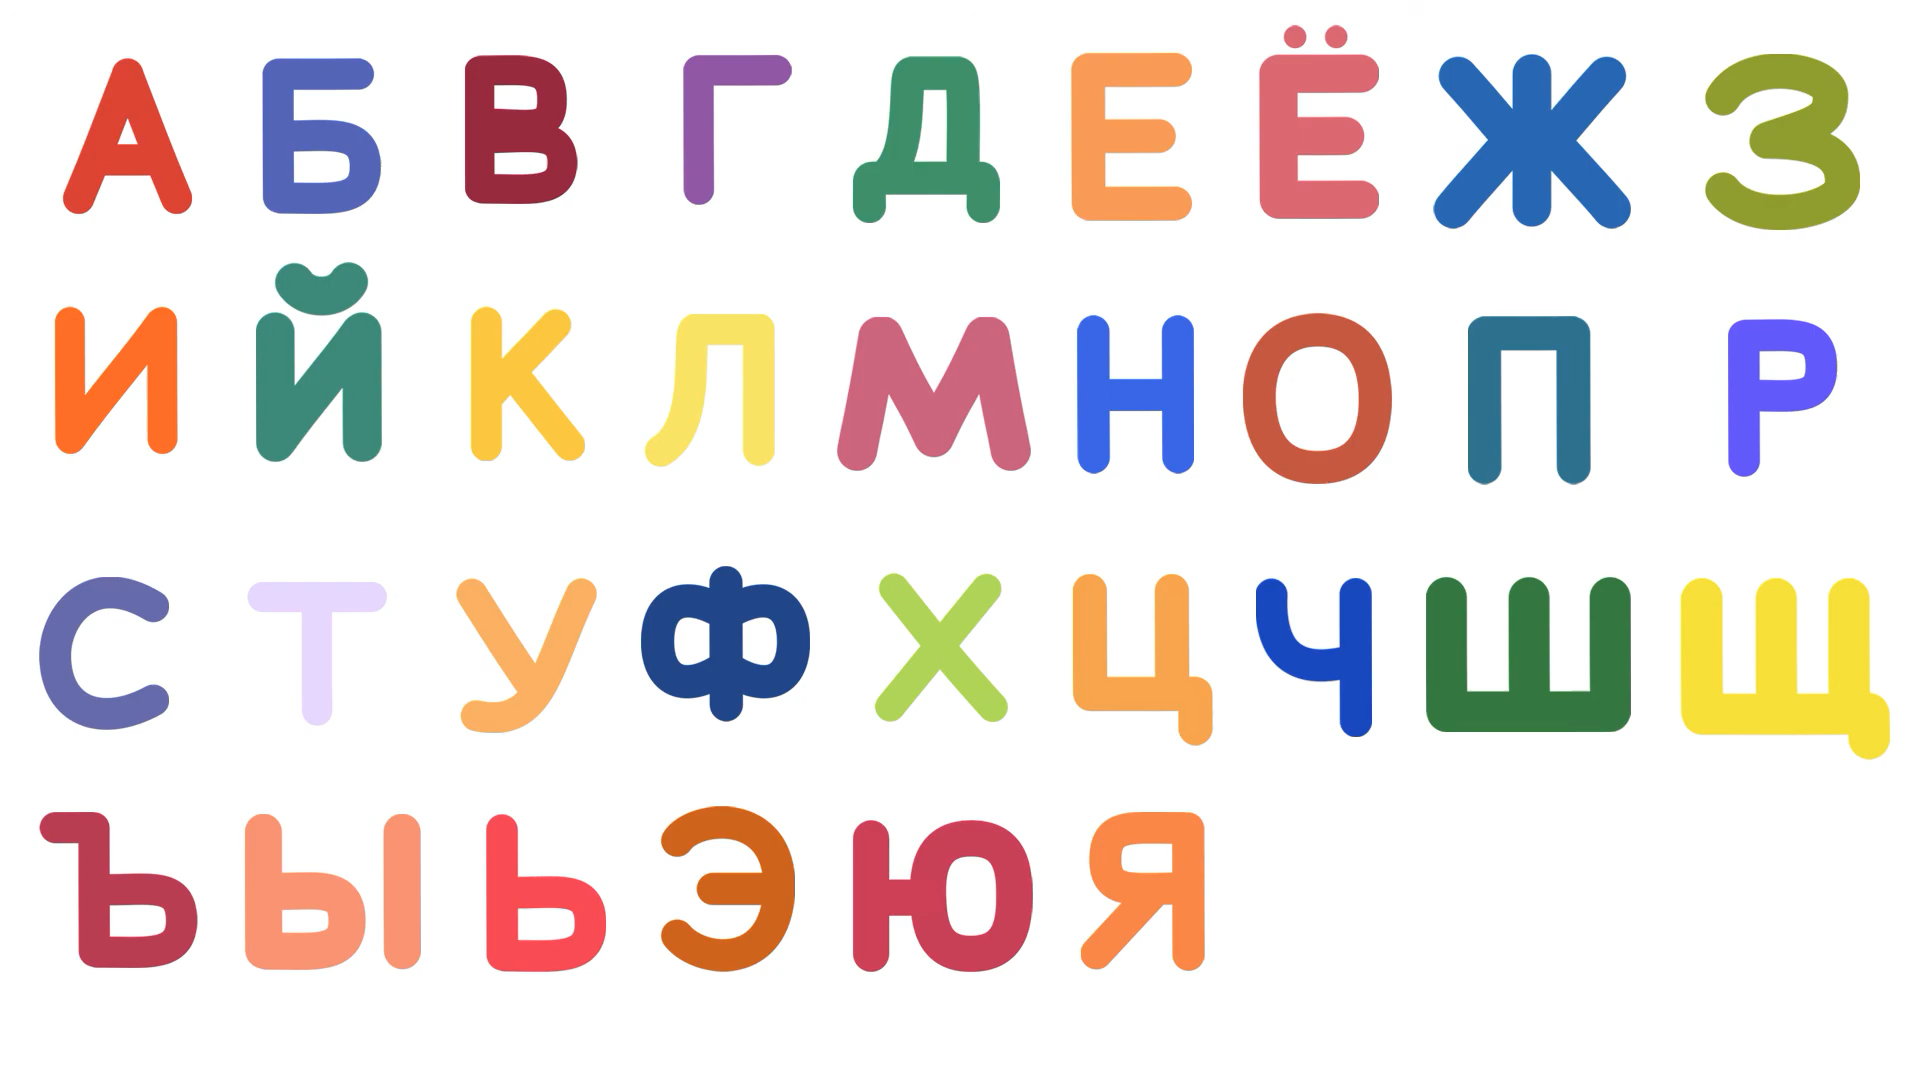 А Б В Г Д Е Ё Ж З
И Й К Л М Н О П Р
С Т У Ф Х Ц Ч Ш Щ
Ъ Ы Ь Э Ю Я